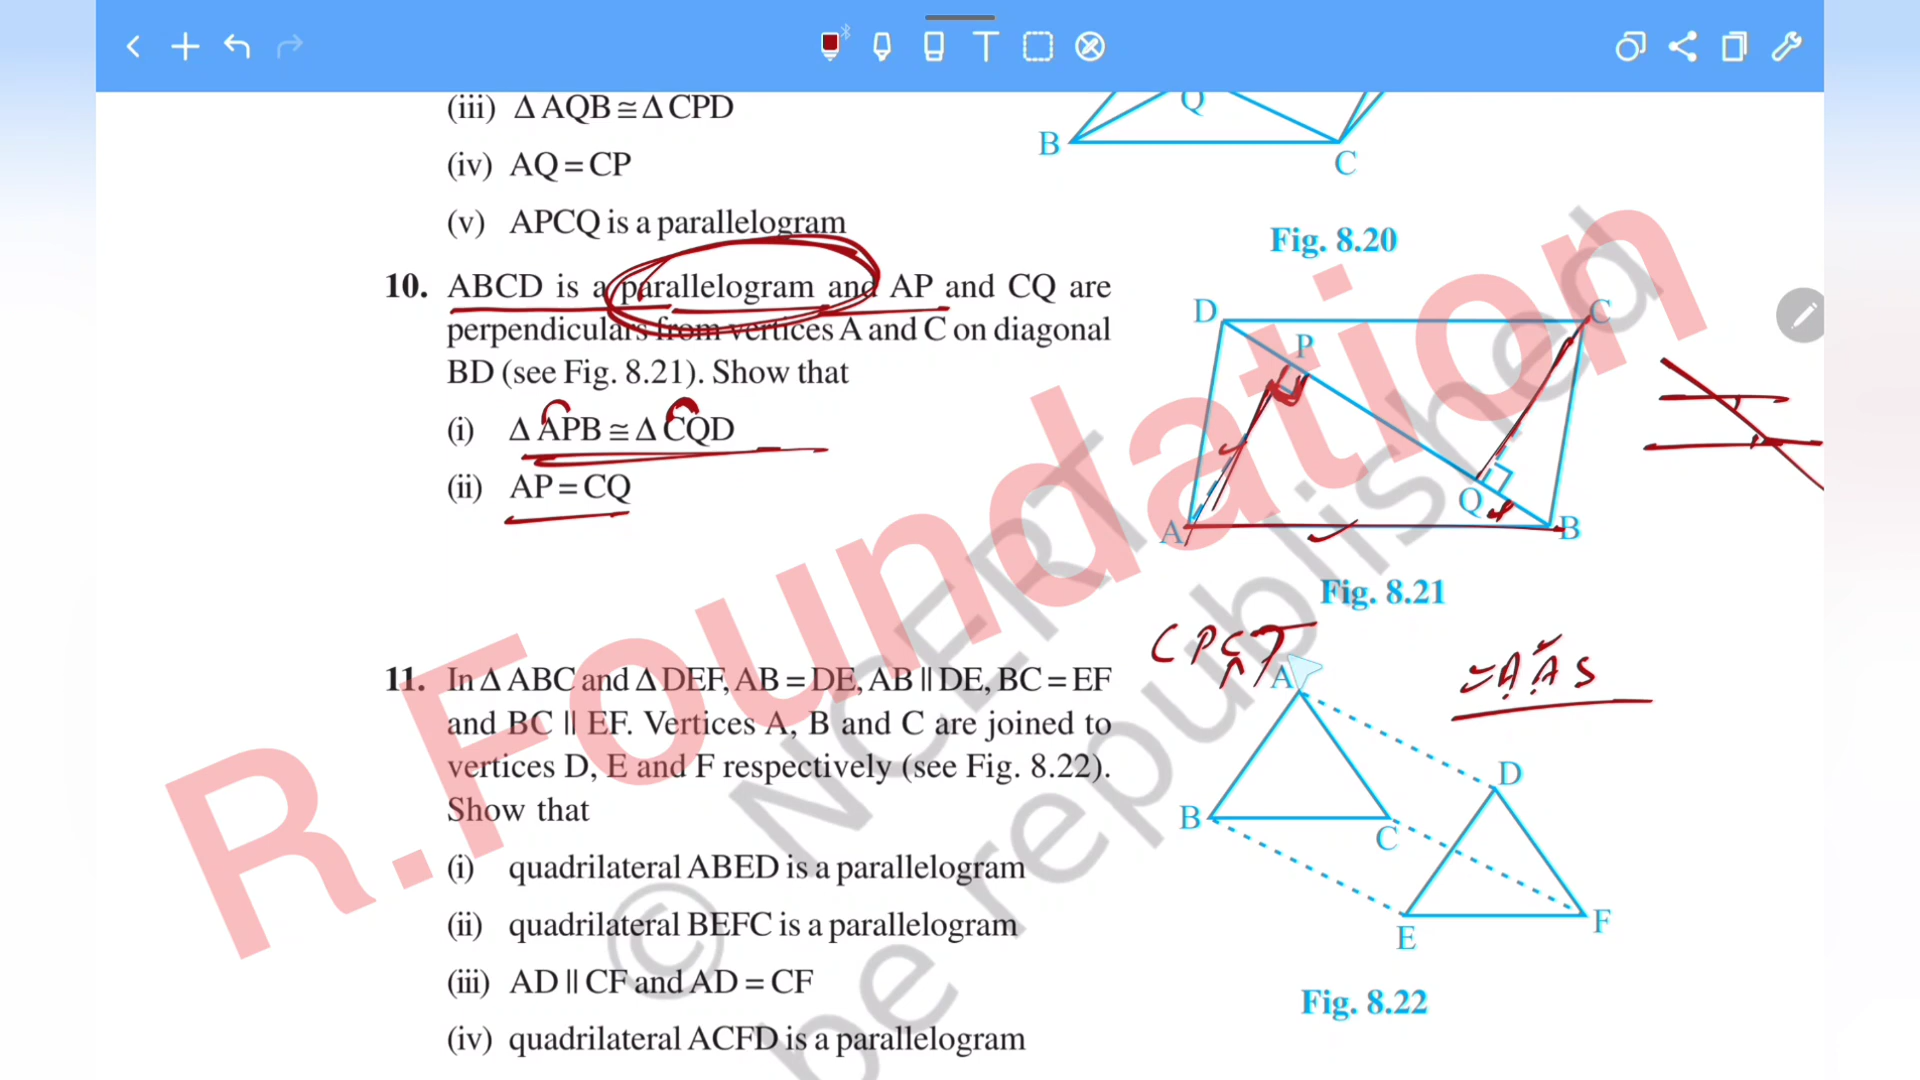 (iii) Δ AQB ≅ Δ CPD
(iv) AQ = CP
(v) APCQ is a parallelogram
Q
B
C
Fig. 8.20
10. ABCD is a parallelogram and AP and CQ are
perpendiculars from vertices A and C on diagonal
BD (see Fig. 8.21). Show that
(i) Δ APB ≅ Δ CQD
(ii) AP = CQ
D
C
P
Q
A
B
Fig. 8.21
CPCT
AAS
11. In Δ ABC and Δ DEF, AB = DE, AB || DE, BC = EF
and BC || EF. Vertices A, B and C are joined to
vertices D, E and F respectively (see Fig. 8.22).
Show that
(i) quadrilateral ABED is a parallelogram
(ii) quadrilateral BEFC is a parallelogram
(iii) AD || CF and AD = CF
(iv) quadrilateral ACFD is a parallelogram
A
D
B
C
E
F
Fig. 8.22
R.Foundation
© NCERT
be republished